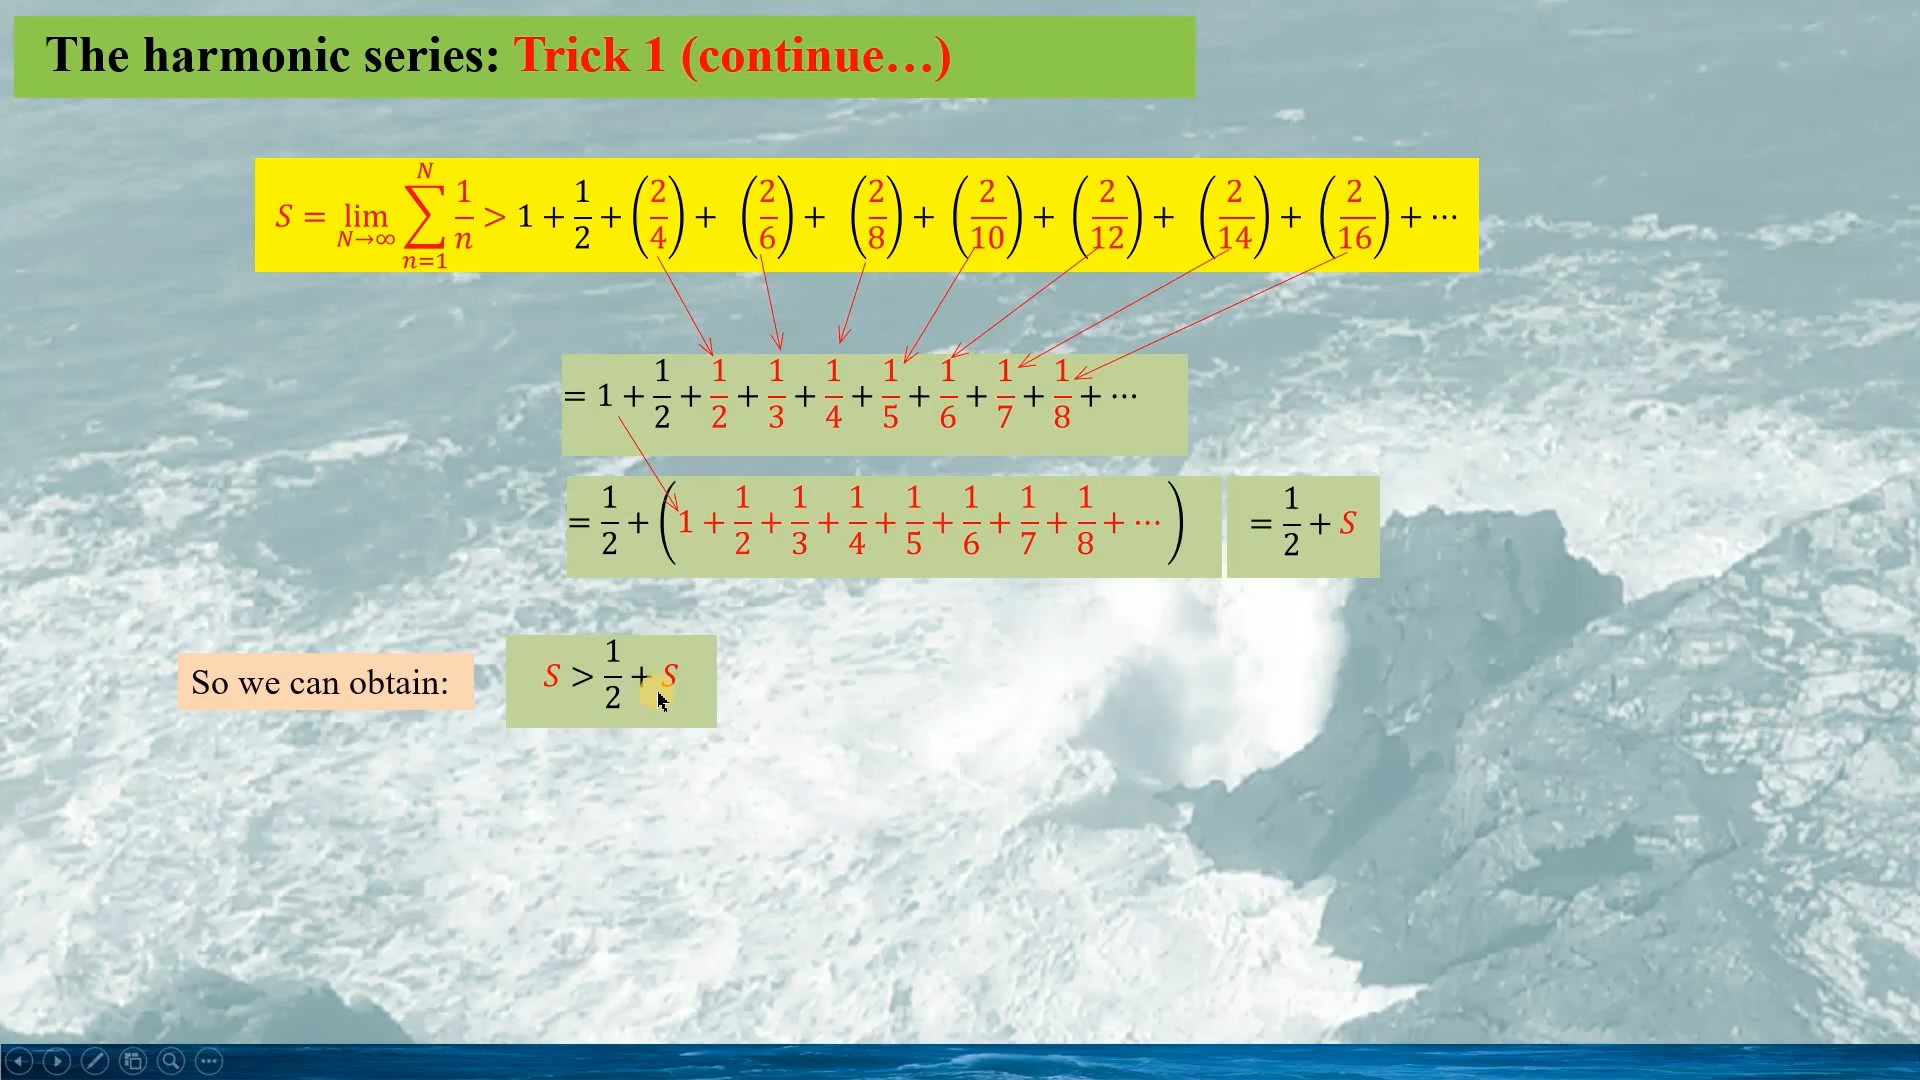 The harmonic series: Trick 1 (continue…)
S = lim N→∞ ∑ n=1 N 1/n > 1 + 1/2 + (2/4) + (2/6) + (2/8) + (2/10) + (2/12) + (2/14) + (2/16) + ⋯
= 1 + 1/2 + 1/2 + 1/3 + 1/4 + 1/5 + 1/6 + 1/7 + 1/8 + ⋯
= 1/2 + (1 + 1/2 + 1/3 + 1/4 + 1/5 + 1/6 + 1/7 + 1/8 + ⋯) = 1/2 + S
So we can obtain: S > 1/2 + S